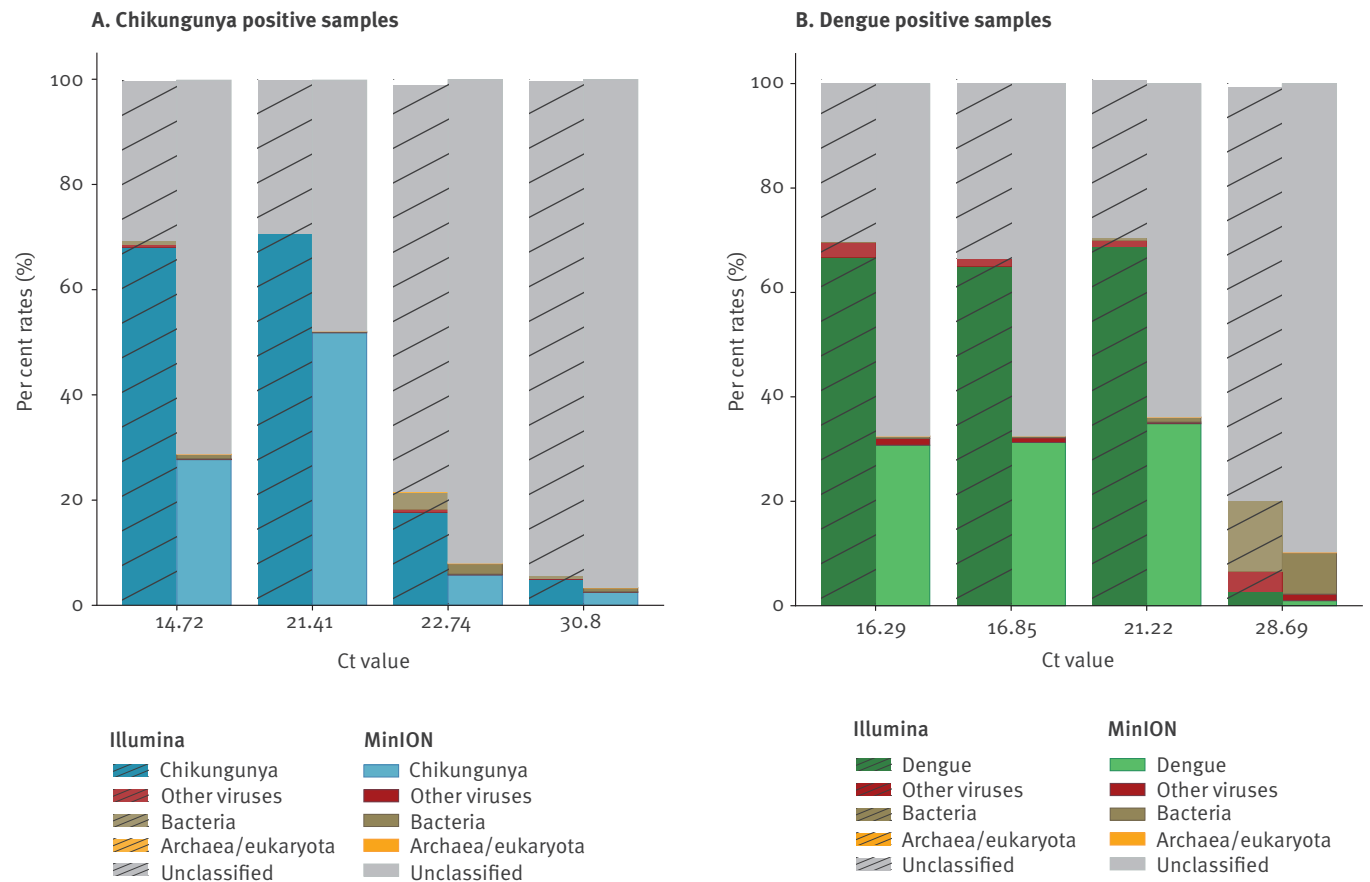 A. Chikungunya positive samples
Per cent rates (%)
100
80
60
40
20
0
14.72 21.41 22.74 30.8
Ct value
Illumina MinION
Chikungunya Chikungunya
Other viruses Other viruses
Bacteria Bacteria
Archaea/eukaryota Archaea/eukaryota
Unclassified Unclassified
B. Dengue positive samples
Per cent rates (%)
100
80
60
40
20
0
16.29 16.85 21.22 28.69
Ct value
Illumina MinION
Dengue Dengue
Other viruses Other viruses
Bacteria Bacteria
Archaea/eukaryota Archaea/eukaryota
Unclassified Unclassified